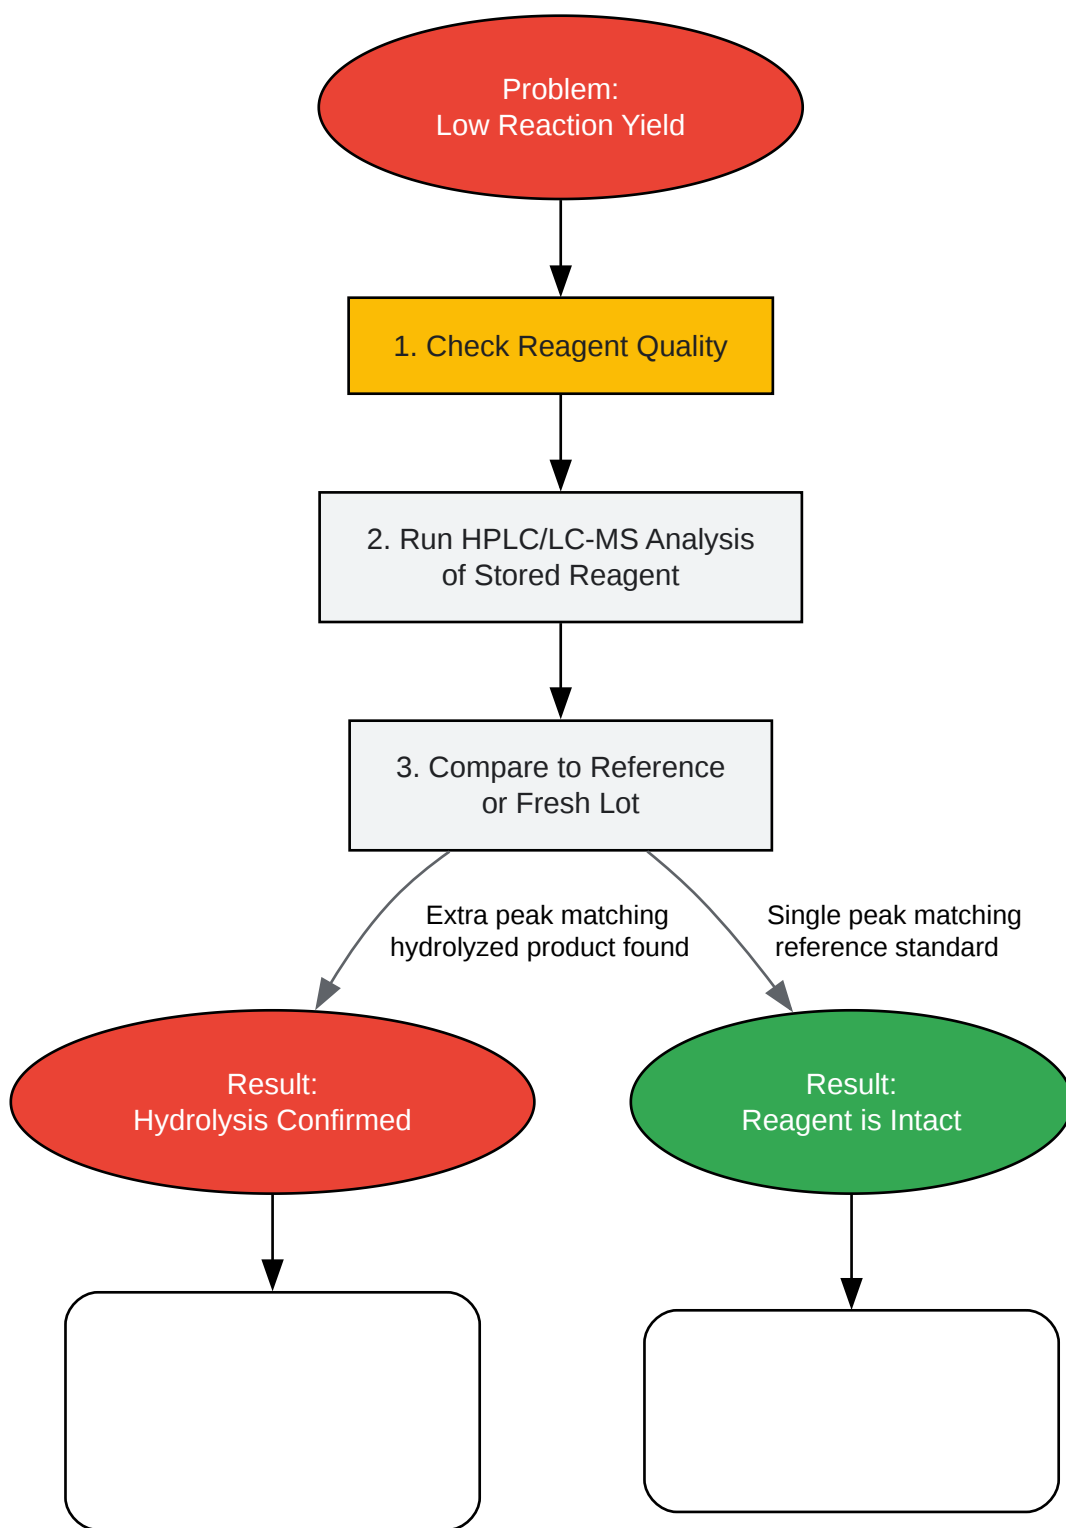 Problem:
Low Reaction Yield
1. Check Reagent Quality
2. Run HPLC/LC-MS Analysis
of Stored Reagent
3. Compare to Reference
or Fresh Lot
Extra peak matching
hydrolyzed product found
Single peak matching
reference standard
Result:
Hydrolysis Confirmed
Result:
Reagent is Intact